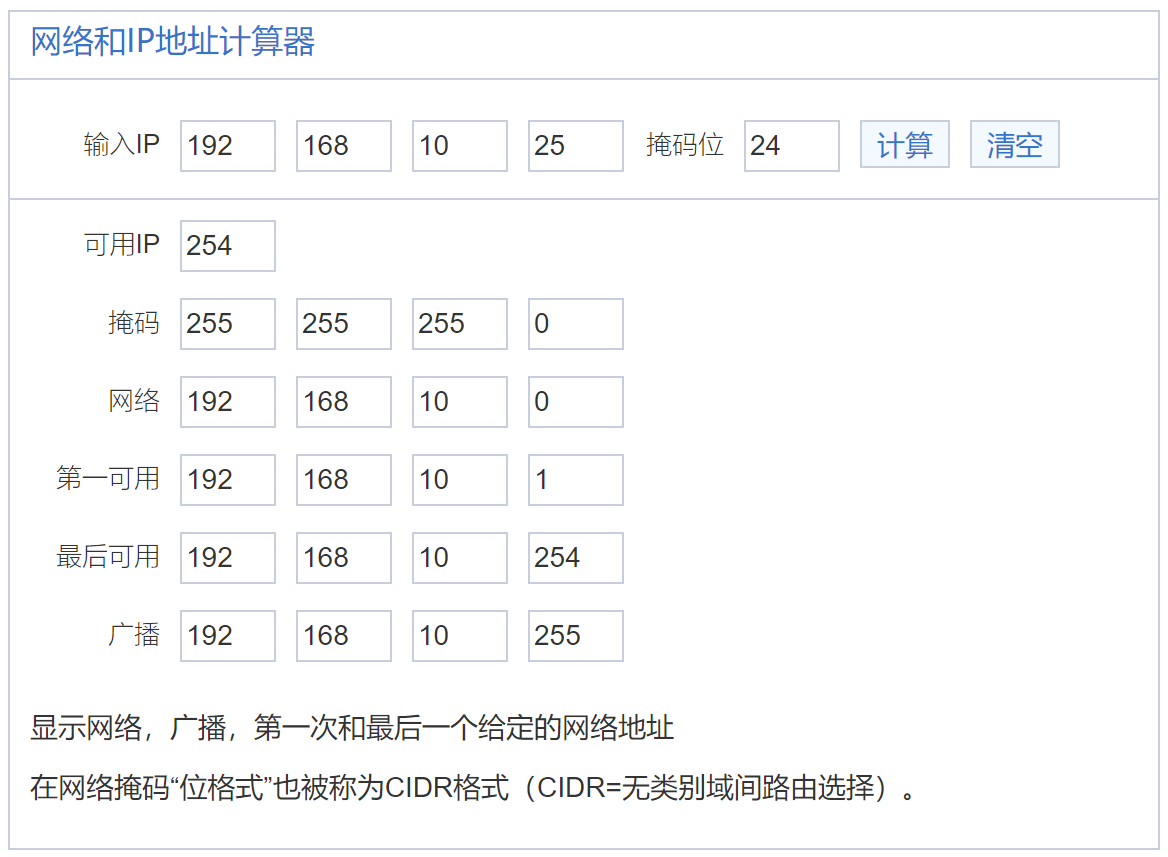 网络和IP地址计算器
输入IP 192 168 10 25 掩码位 24 计算 清空
可用IP 254
掩码 255 255 255 0
网络 192 168 10 0
第一可用 192 168 10 1
最后可用 192 168 10 254
广播 192 168 10 255
显示网络，广播，第一次和最后一个给定的网络地址
在网络掩码“位格式”也被称为CIDR格式（CIDR=无类别域间路由选择）。